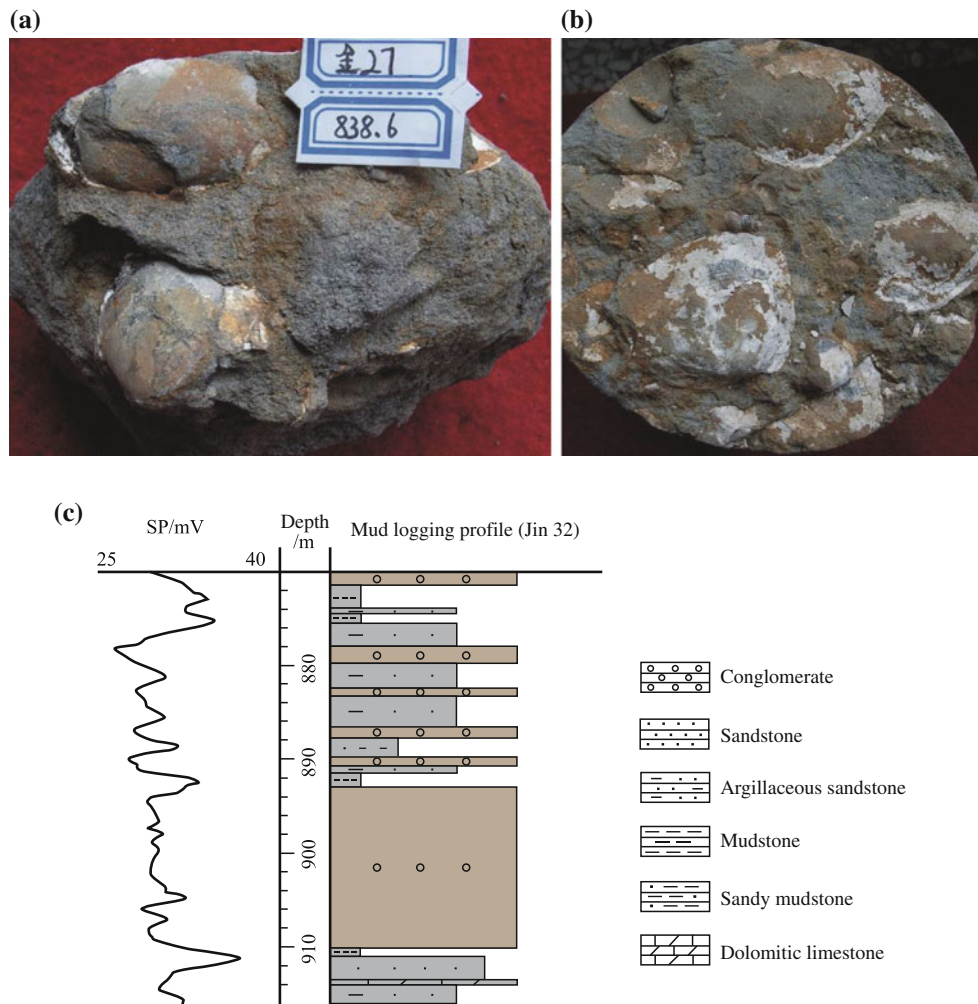 (a)
金27
838.6
(b)
(c)
SP/mV
25
40
Depth
/m
Mud logging profile (Jin 32)
880
890
900
910
Conglomerate
Sandstone
Argillaceous sandstone
Mudstone
Sandy mudstone
Dolomitic limestone